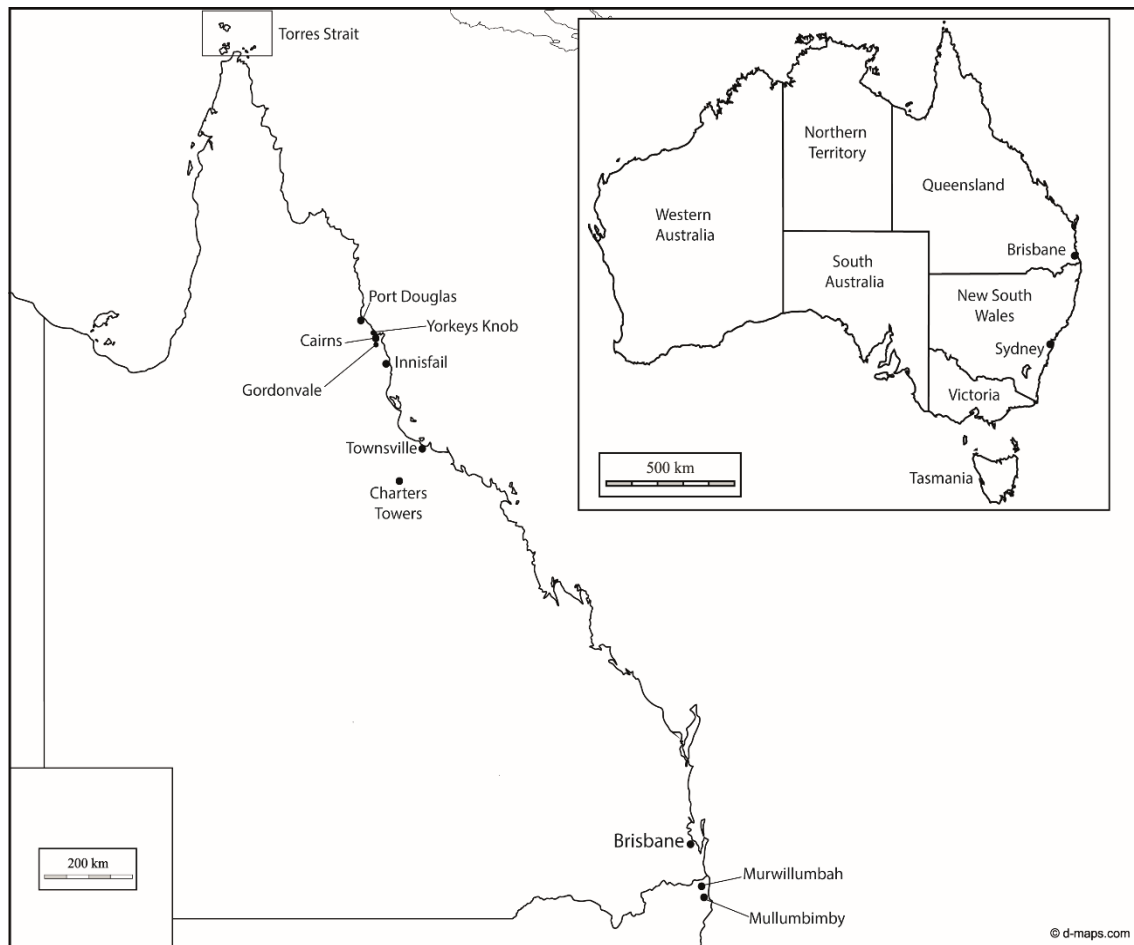 Torres Strait
Port Douglas
Yorkeys Knob
Cairns
Innisfail
Gordonvale
Townsville
Charters
Towers
Brisbane
Murwillumbah
Mullumbimby
200 km
Northern
Territory
Queensland
Western
Australia
Brisbane
South
Australia
New South
Wales
Sydney
Victoria
500 km
Tasmania
© d-maps.com